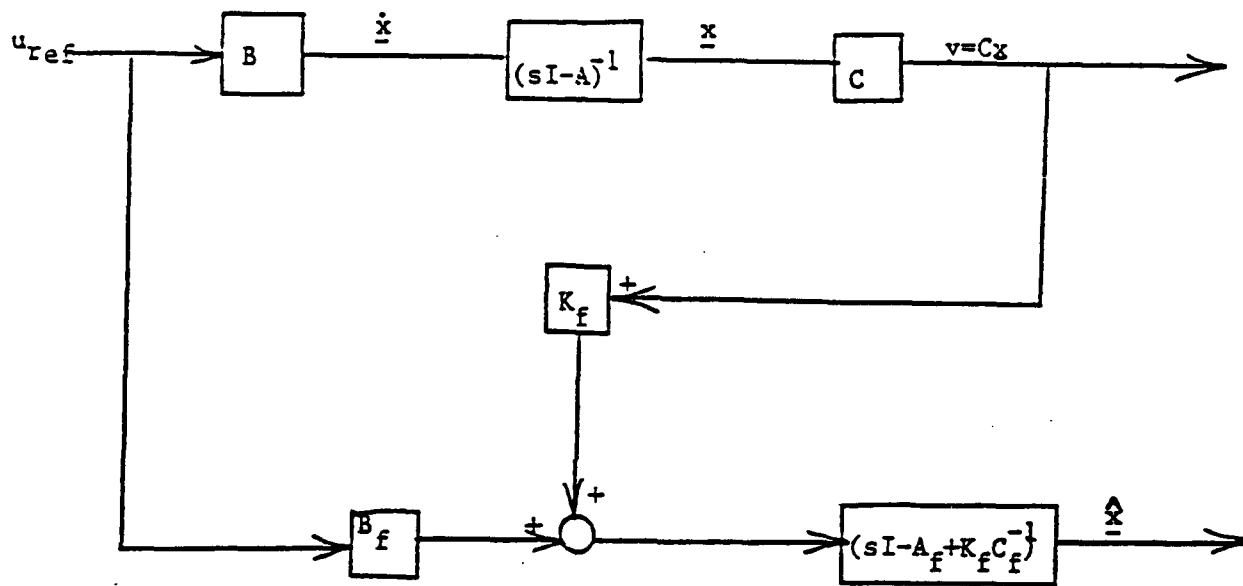 u_ref
B
ẋ
(sI-A)^-1
x
C
v=Cx
K_f
+
+
B_f
+
(sI-A_f+K_fC_f^-1)
x̂